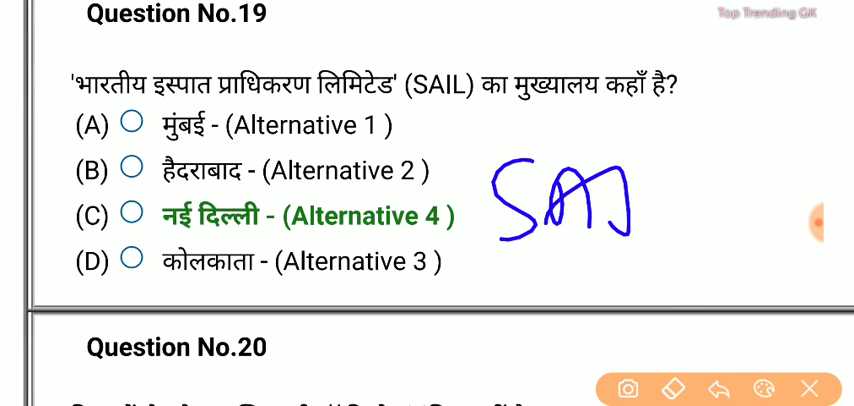 Question No.19
Top Trending GK
'भारतीय इस्पात प्राधिकरण लिमिटेड' (SAIL) का मुख्यालय कहाँ है?
(A) मुंबई - (Alternative 1 )
(B) हैदराबाद - (Alternative 2 )
(C) नई दिल्ली - (Alternative 4 )
(D) कोलकाता - (Alternative 3 )
Question No.20